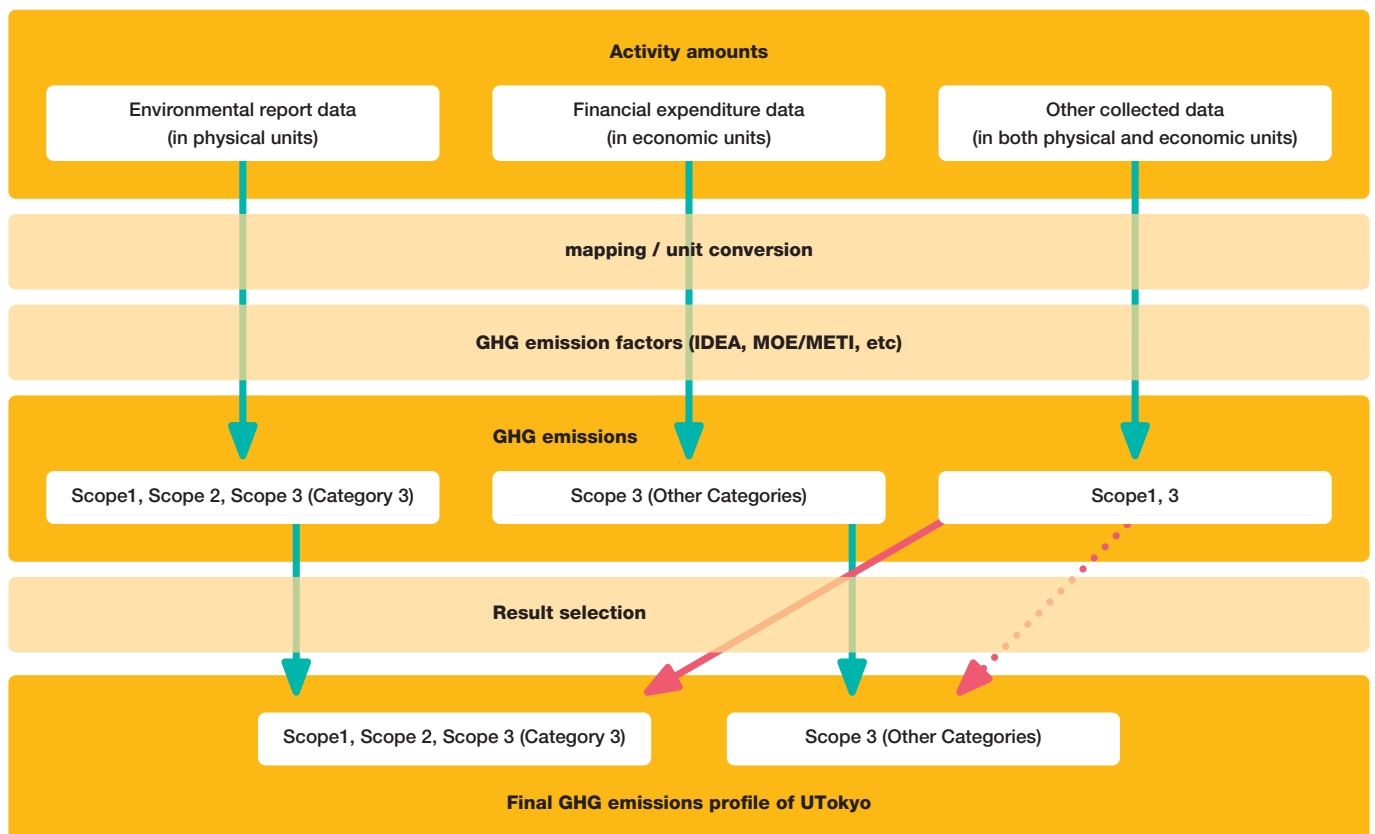 Activity amounts
Environmental report data
(in physical units)
Financial expenditure data
(in economic units)
Other collected data
(in both physical and economic units)
mapping / unit conversion
GHG emission factors (IDEA, MOE/METI, etc)
GHG emissions
Scope1, Scope 2, Scope 3 (Category 3)
Scope 3 (Other Categories)
Scope1, 3
Result selection
Scope1, Scope 2, Scope 3 (Category 3)
Scope 3 (Other Categories)
Final GHG emissions profile of UTokyo